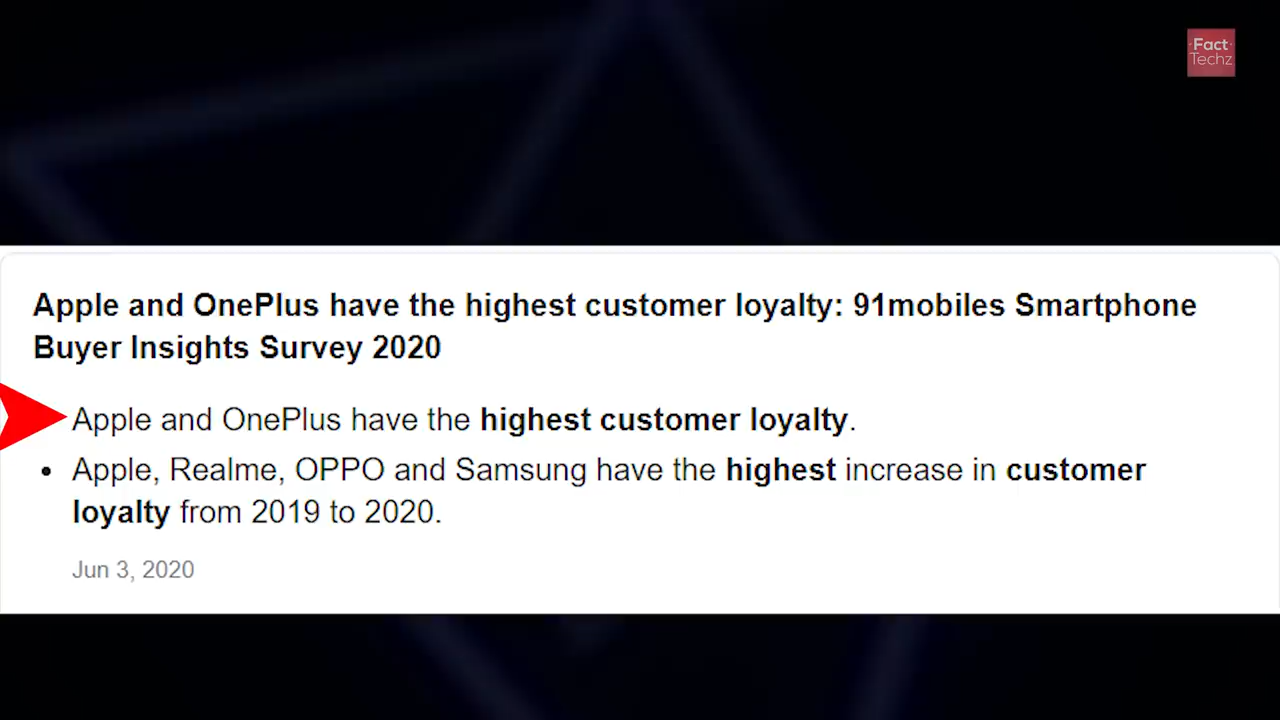 Fact
Techz
Apple and OnePlus have the highest customer loyalty: 91mobiles Smartphone
Buyer Insights Survey 2020
Apple and OnePlus have the highest customer loyalty.
• Apple, Realme, OPPO and Samsung have the highest increase in customer
loyalty from 2019 to 2020.
Jun 3, 2020